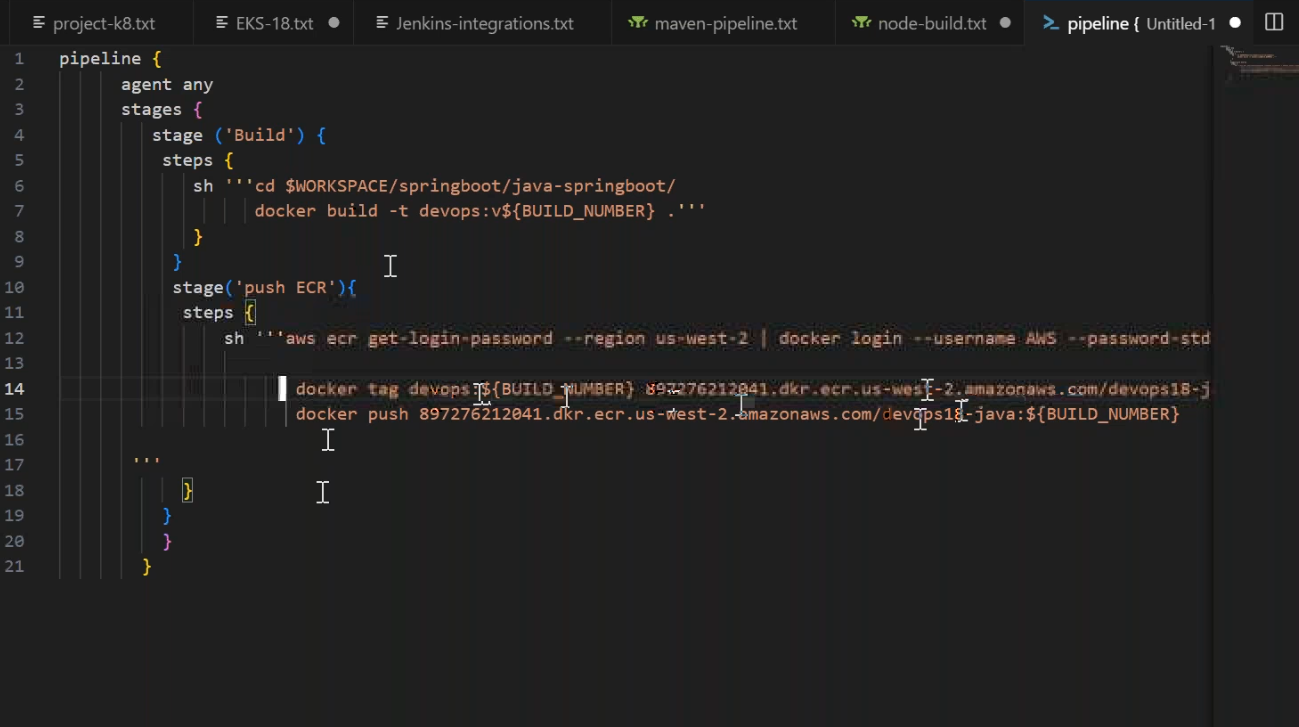 project-k8.txt EKS-18.txt Jenkins-integrations.txt maven-pipeline.txt node-build.txt pipeline { Untitled-1
1 pipeline {
2 agent any
3 stages {
4 stage ('Build') {
5 steps {
6 sh '''cd $WORKSPACE/springboot/java-springboot/
7 docker build -t devops:v${BUILD_NUMBER} .'''
8 }
9 }
10 stage('push ECR'){
11 steps {
12 sh '''aws ecr get-login-password --region us-west-2 | docker login --username AWS --password-std
13
14 docker tag devops:${BUILD_NUMBER} 897276212041.dkr.ecr.us-west-2.amazonaws.com/devops18-j
15 docker push 897276212041.dkr.ecr.us-west-2.amazonaws.com/devops18-java:${BUILD_NUMBER}
16
17 '''
18 }
19 }
20 }
21 }